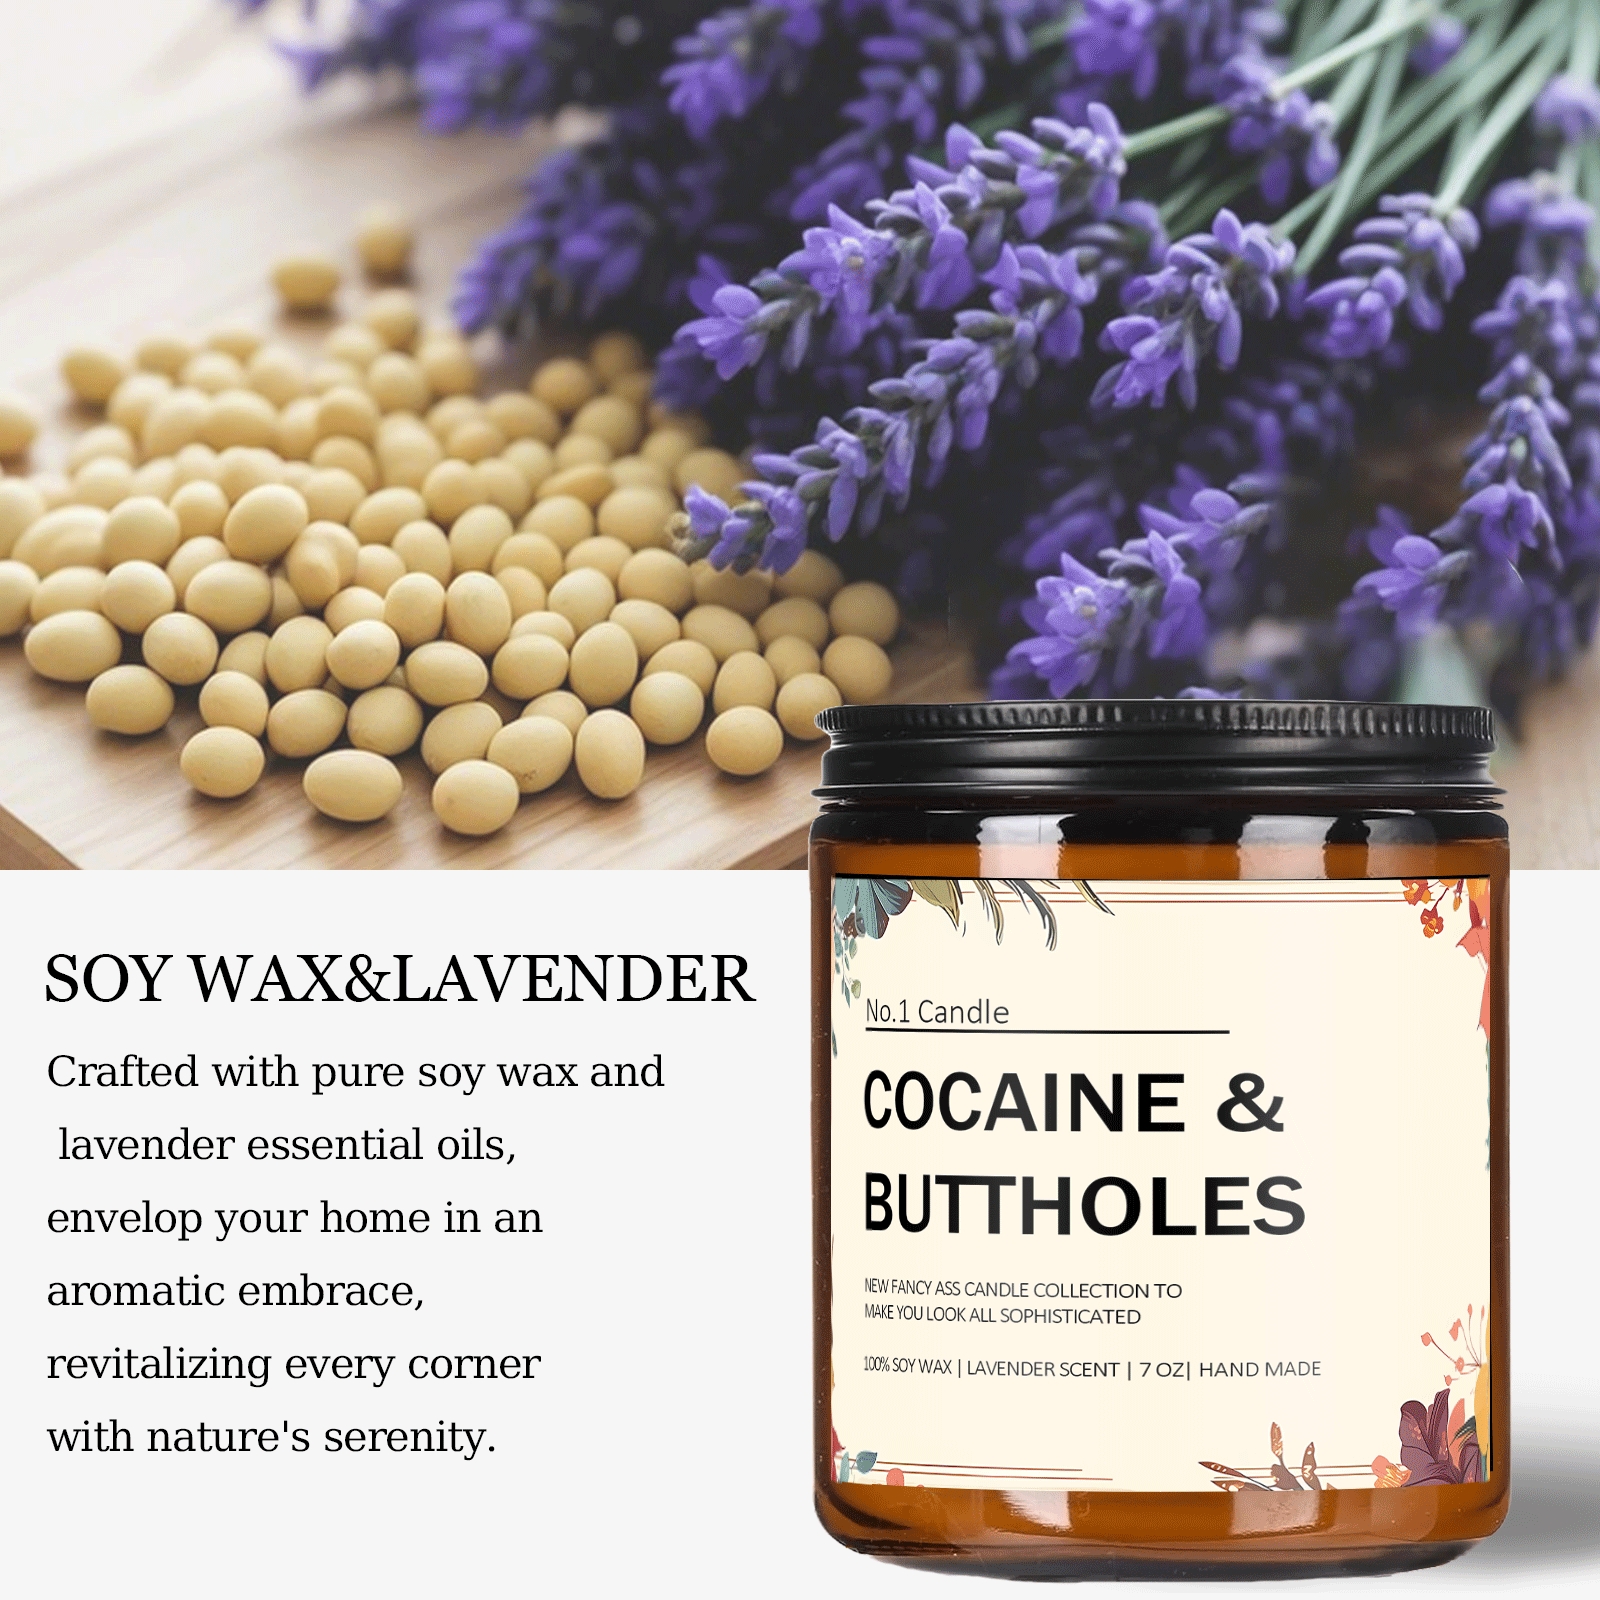 SOY WAX&LAVENDER
Crafted with pure soy wax and
lavender essential oils,
envelop your home in an
aromatic embrace,
revitalizing every corner
with nature's serenity.
No.1 Candle
COCAINE &
BUTTHOLES
NEW FANCY ASS CANDLE COLLECTION TO
MAKE YOU LOOK ALL SOPHISTICATED
100% SOY WAX | LAVENDER SCENT | 7 OZ| HAND MADE